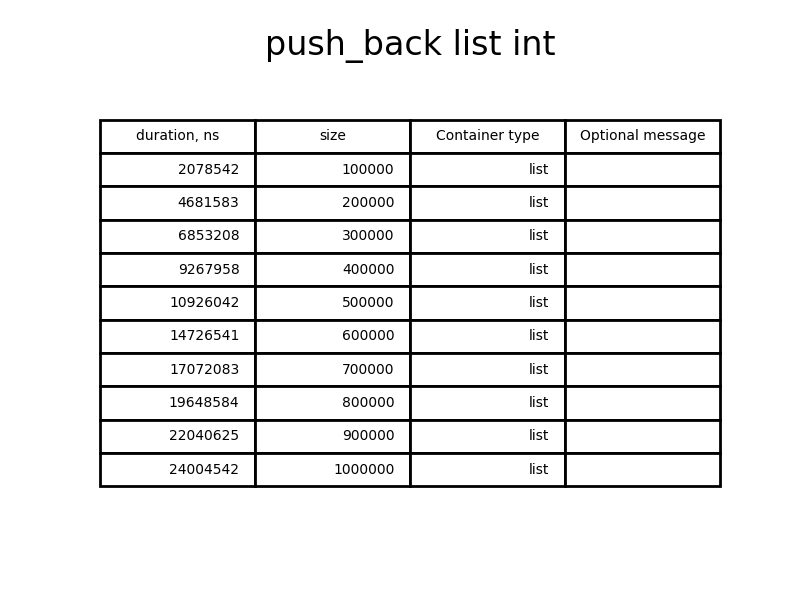 push_back list int
duration, ns size Container type Optional message
2078542 100000 list
4681583 200000 list
6853208 300000 list
9267958 400000 list
10926042 500000 list
14726541 600000 list
17072083 700000 list
19648584 800000 list
22040625 900000 list
24004542 1000000 list